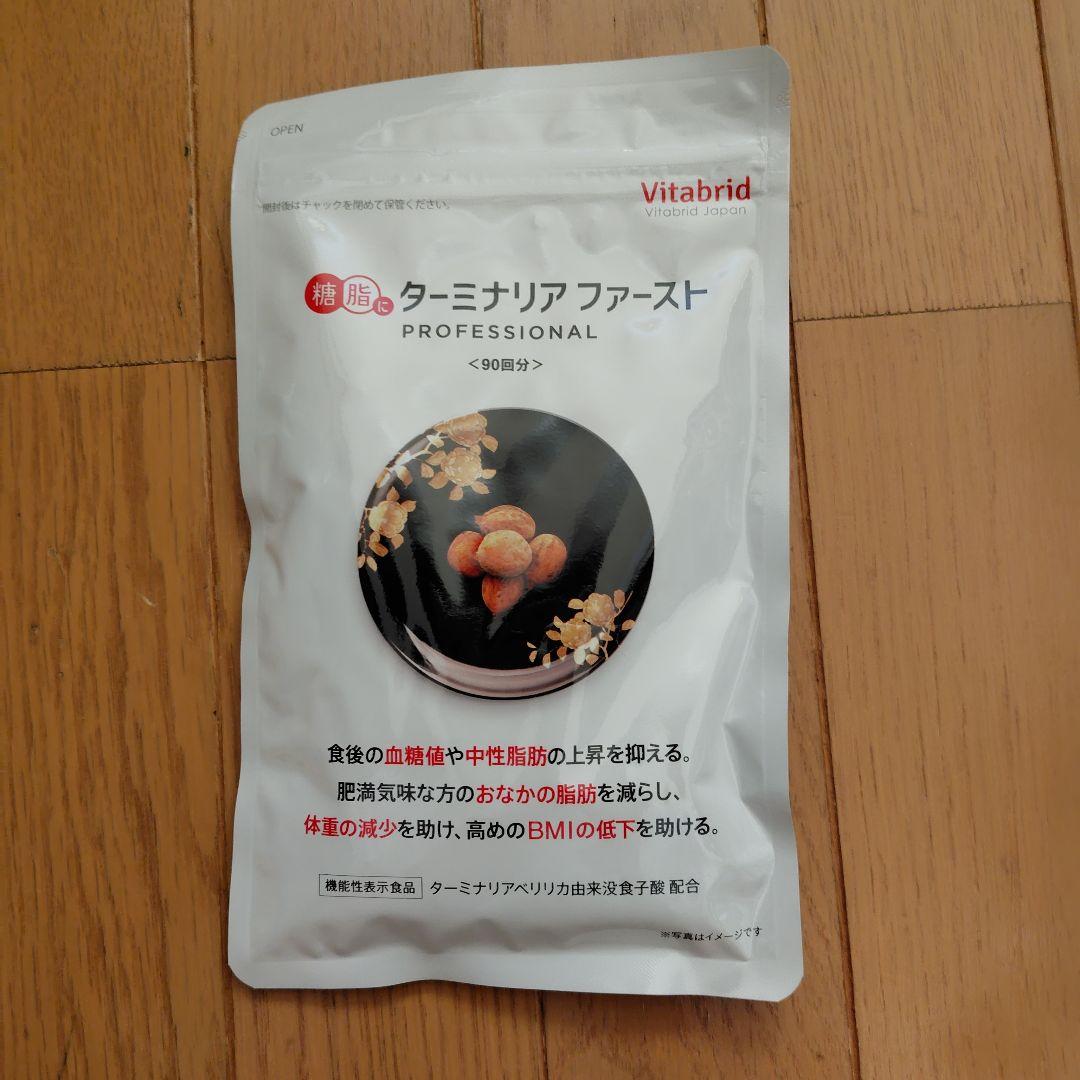 OPEN
開封後はチャックを閉めて保管ください。
Vitabrid
Vitabrid Japan
糖脂に ターミナリア ファースト
PROFESSIONAL
＜90回分＞
食後の血糖値や中性脂肪の上昇を抑える。
肥満気味な方のおなかの脂肪を減らし、
体重の減少を助け、高めのBMIの低下を助ける。
機能性表示食品 ターミナリアベリリカ由来没食子酸 配合
※写真はイメージです